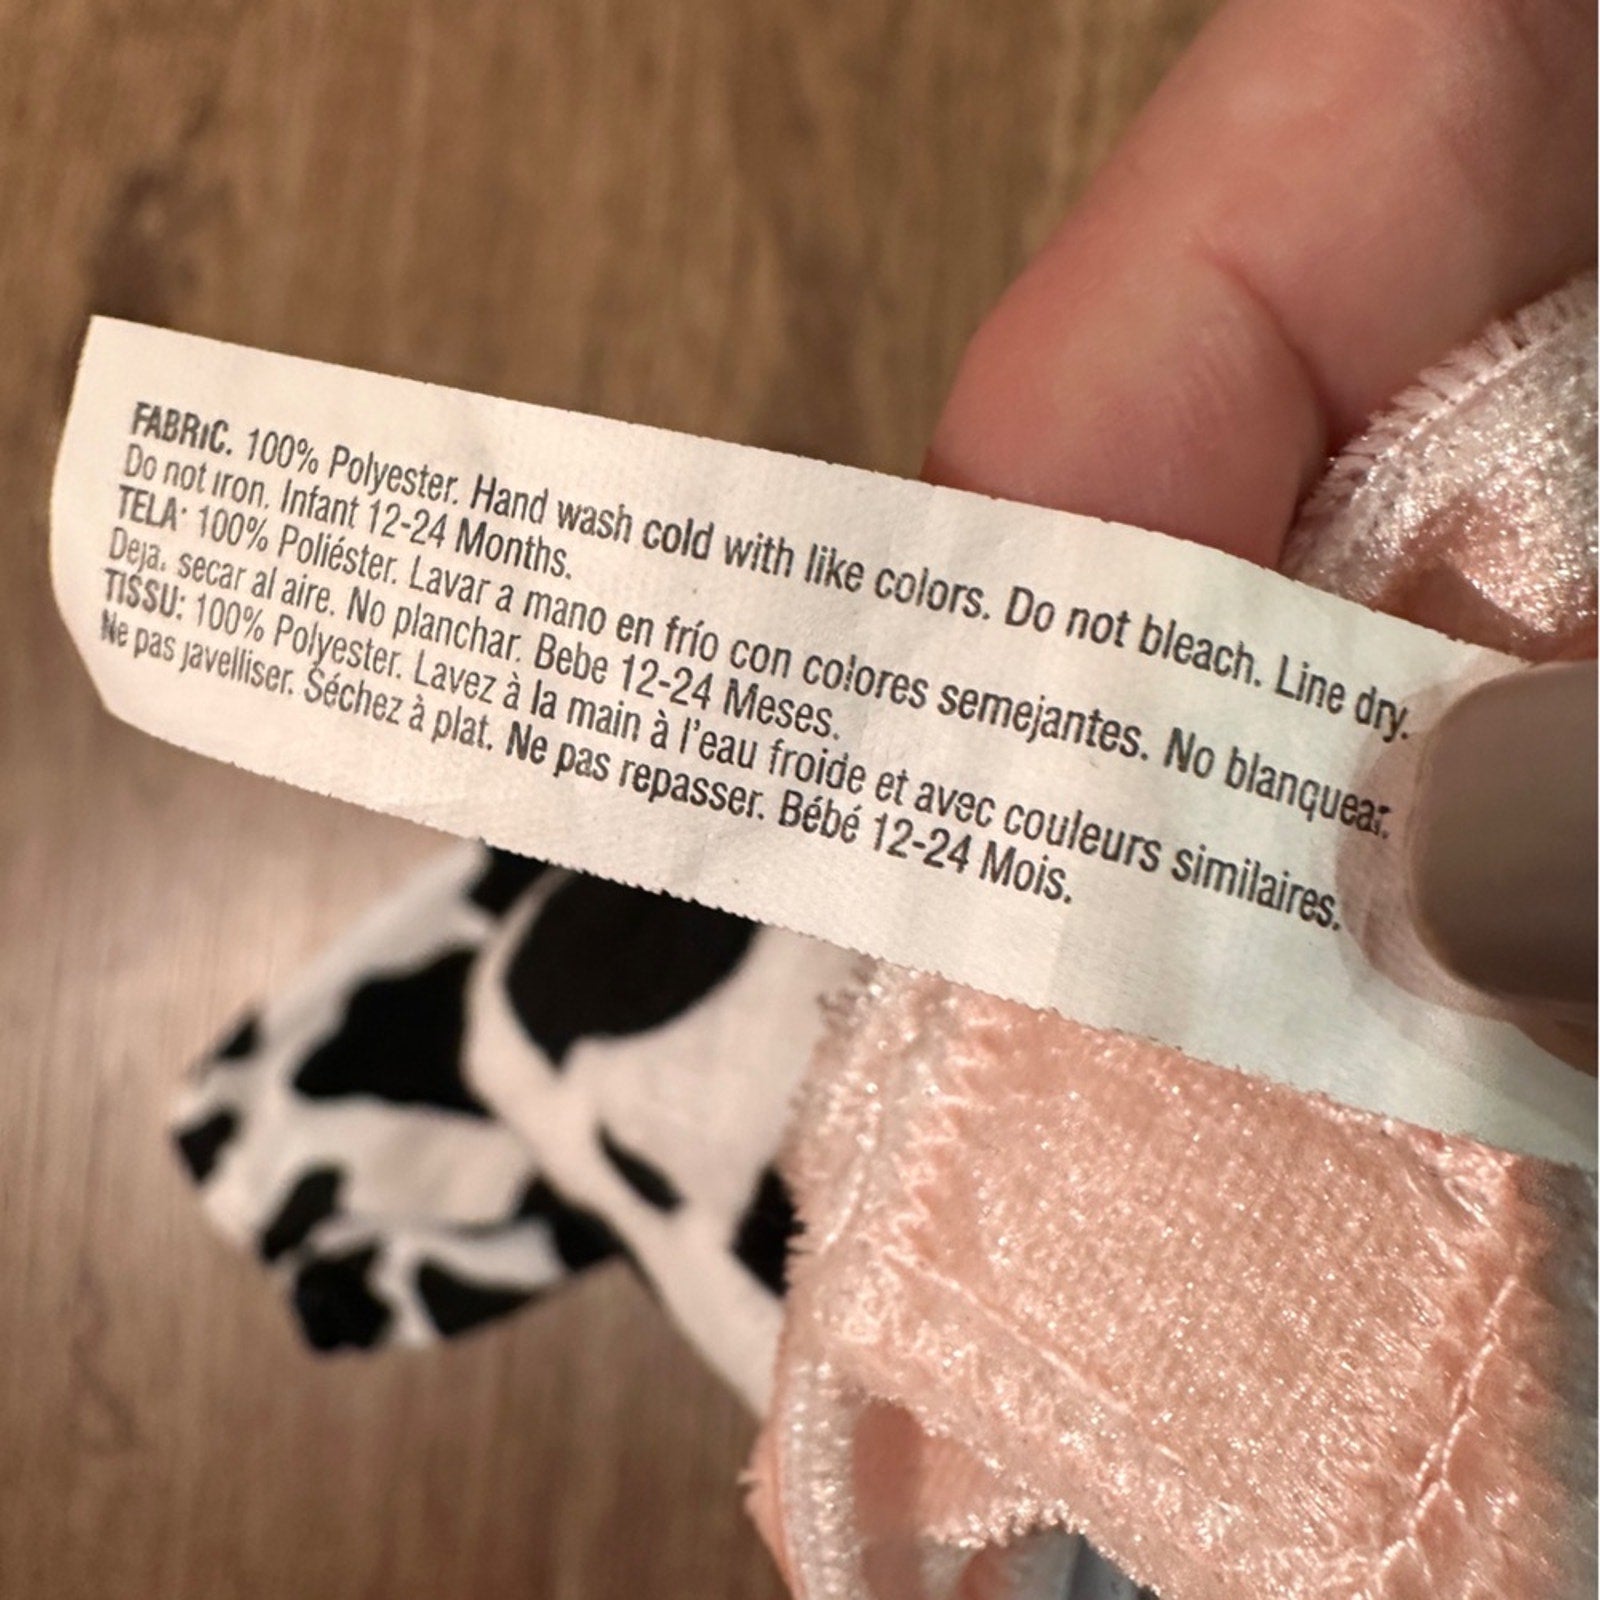 FABRIC. 100% Polyester. Hand wash cold with like colors. Do not bleach. Line dry.
Do not iron. Infant 12-24 Months.
TELA: 100% Poliéster. Lavar a mano en frío con colores semejantes. No blanquear.
Deja. secar al aire. No planchar. Bebe 12-24 Meses.
TISSU: 100% Polyester. Lavez à la main à l'eau froide et avec couleurs similaires.
Ne pas javelliser. Séchez à plat. Ne pas repasser. Bébé 12-24 Mois.